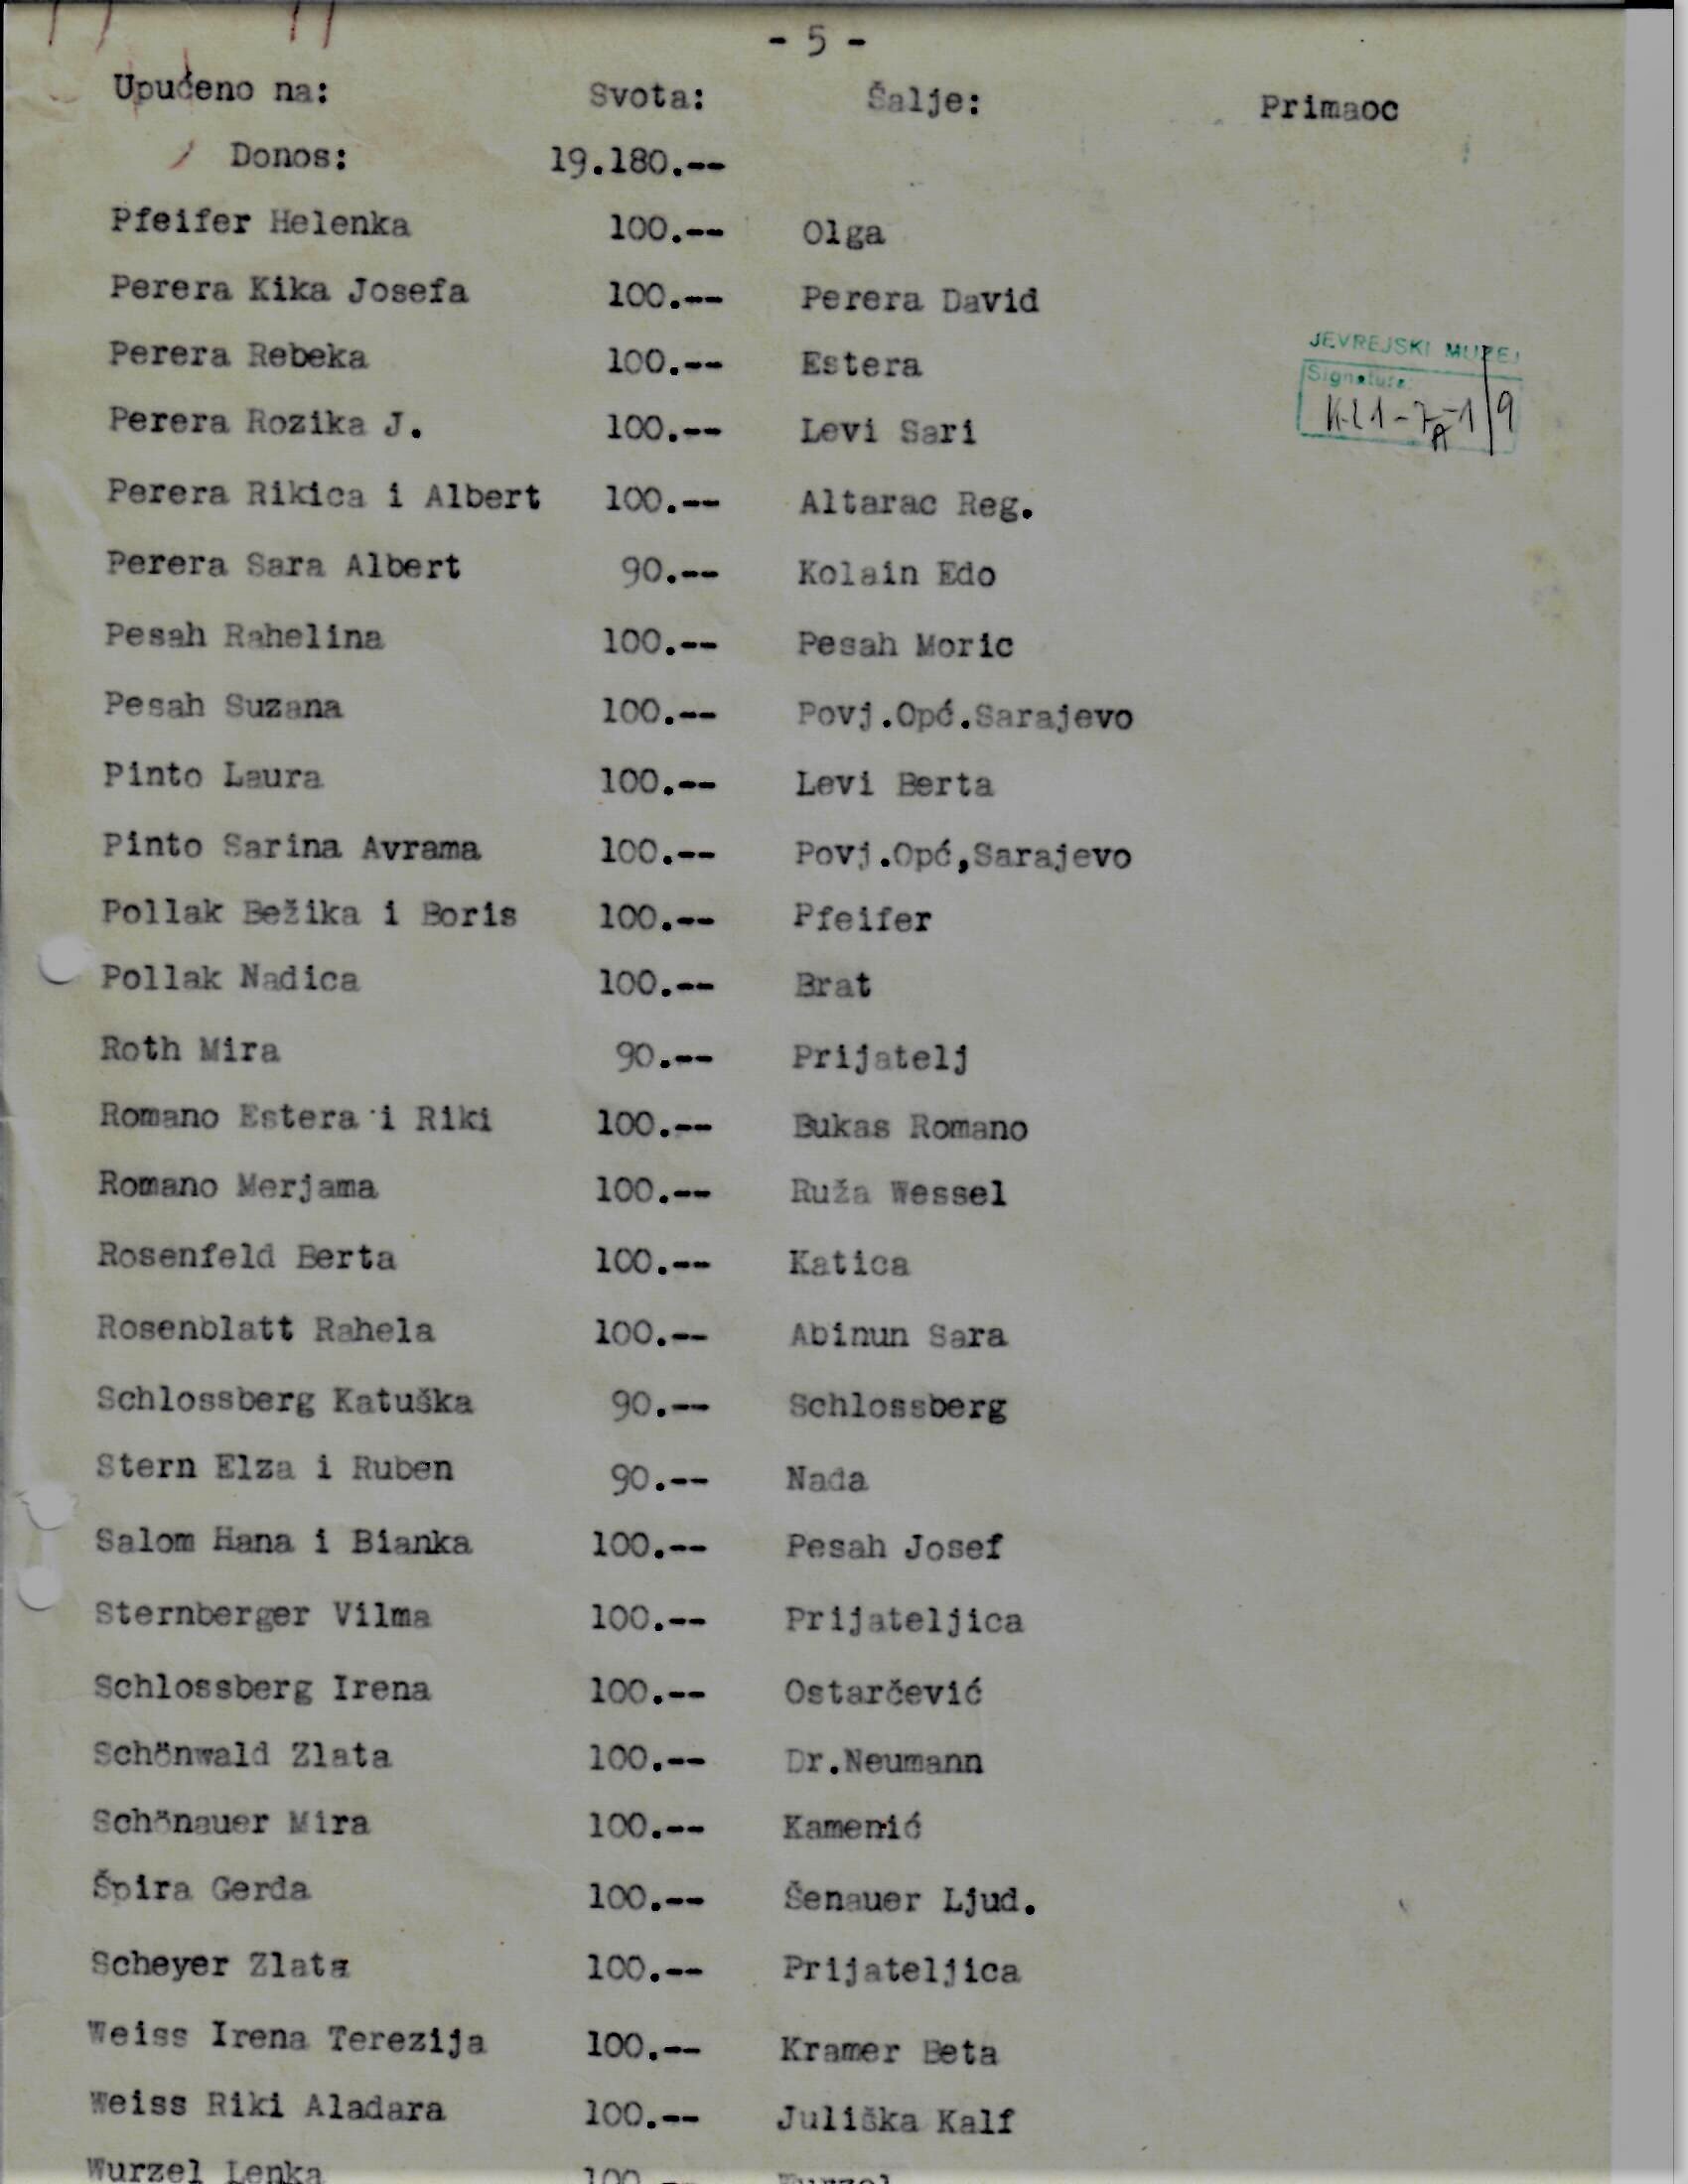 - 5 -
Upućeno na: Svota: Šalje: Primaoc
Donos: 19.180.--
Pfeifer Helenka 100.-- Olga
Perera Kika Josefa 100.-- Perera David
Perera Rebeka 100.-- Estera
JEVREJSKI MUZEJ
Signatura:
Perera Rozika J. 100.-- Levi Sari
Perera Rikica i Albert 100.-- Altarac Reg.
Perera Sara Albert 90.-- Kolain Edo
Pesah Rahelina 100.-- Pesah Moric
Pesah Suzana 100.-- Povj.Opć.Sarajevo
Pinto Laura 100.-- Levi Berta
Pinto Sarina Avrama 100.-- Povj.Opć,Sarajevo
Pollak Bežika i Boris 100.-- Pfeifer
Pollak Nadica 100.-- Brat
Roth Mira 90.-- Prijatelj
Romano Estera i Riki 100.-- Bukas Romano
Romano Merjama 100.-- Ruža Wessel
Rosenfeld Berta 100.-- Katica
Rosenblatt Rahela 100.-- Abinun Sara
Schlossberg Katuška 90.-- Schlossberg
Stern Elza i Ruben 90.-- Nada
Salom Hana i Bianka 100.-- Pesah Josef
Sternberger Vilma 100.-- Prijateljica
Schlossberg Irena 100.-- Ostarčević
Schönwald Zlata 100.-- Dr.Neumann
Schönauer Mira 100.-- Kamenić
Špira Gerda 100.-- Šenauer Ljud.
Scheyer Zlata 100.-- Prijateljica
Weiss Irena Terezija 100.-- Kramer Beta
Weiss Riki Aladara 100.-- Juliška Kalf
Wurzel Lenka 100.-- Wurzel